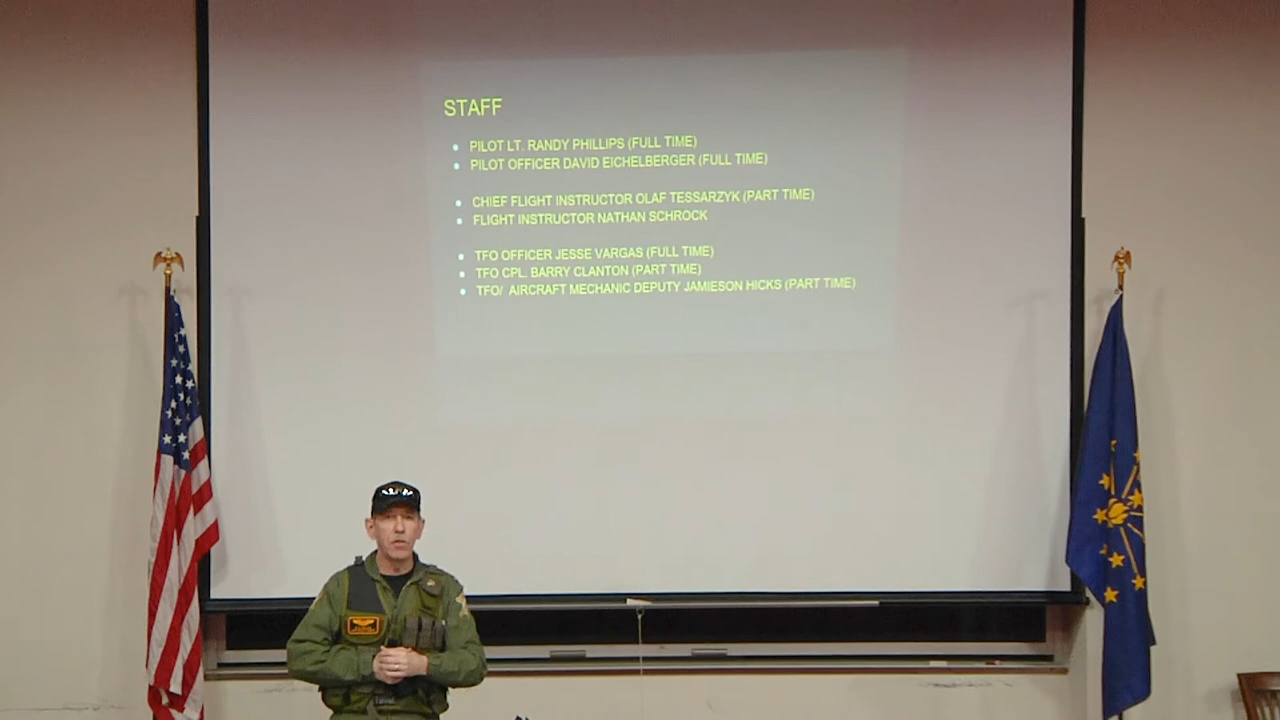 STAFF
PILOT LT. RANDY PHILLIPS (FULL TIME)
PILOT OFFICER DAVID EICHELBERGER (FULL TIME)
CHIEF FLIGHT INSTRUCTOR OLAF TESSARZYK (PART TIME)
FLIGHT INSTRUCTOR NATHAN SCHROCK
TFO OFFICER JESSE VARGAS (FULL TIME)
TFO CPL. BARRY CLANTON (PART TIME)
TFO/ AIRCRAFT MECHANIC DEPUTY JAMIESON HICKS (PART TIME)